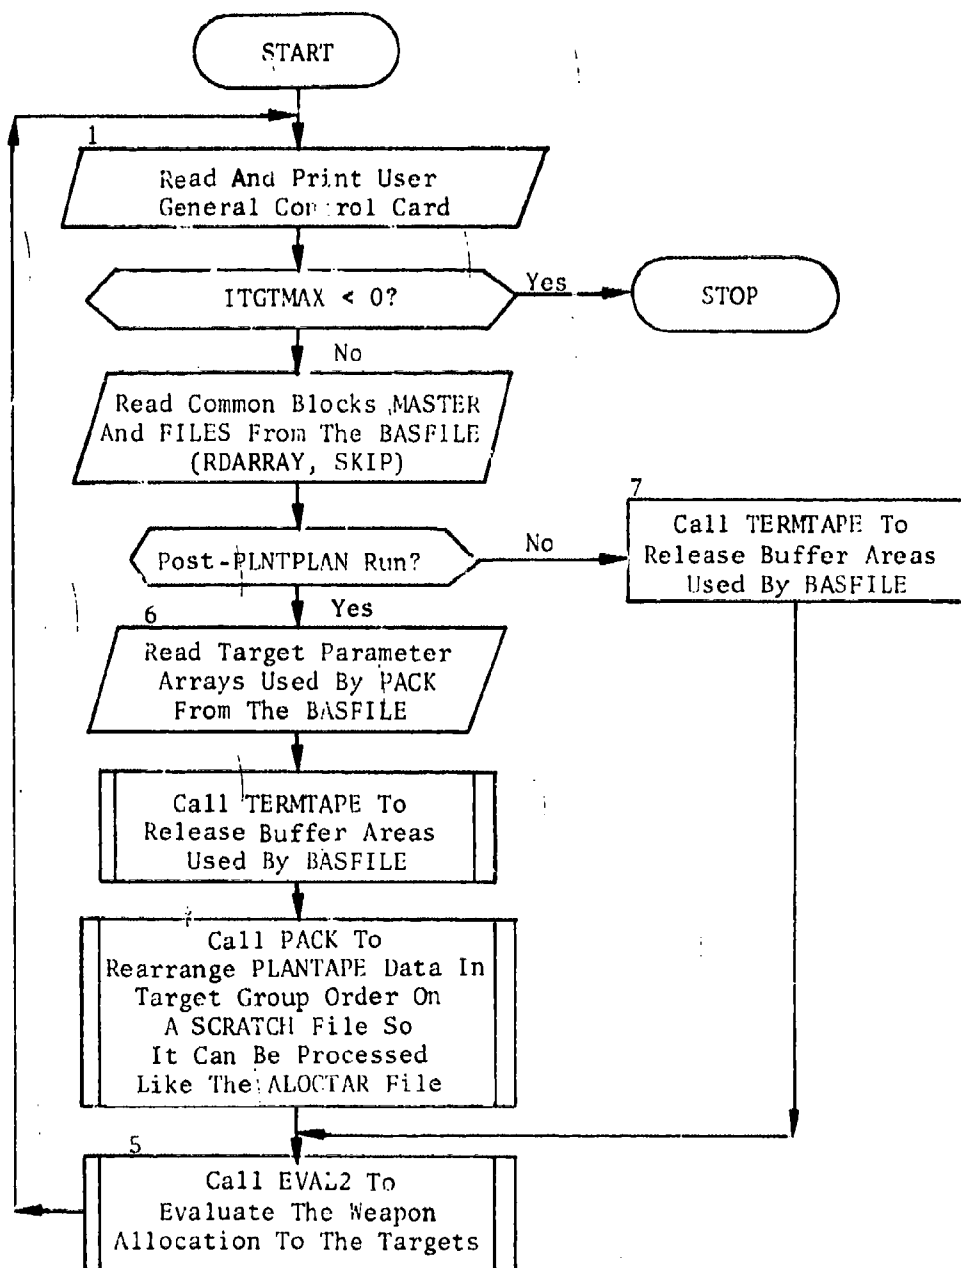 START
1
Read And Print User
General Control Card
ITGTMAX < 0?
Yes
STOP
No
Read Common Blocks MASTER
And FILES From The BASFILE
(RDARRAY, SKIP)
Post-PLNTPLAN Run?
No
7
Call TERMTAPE To
Release Buffer Areas
Used By BASFILE
Yes
6
Read Target Parameter
Arrays Used By PACK
From The BASFILE
Call TERMTAPE To
Release Buffer Areas
Used By BASFILE
Call PACK To
Rearrange PLANTAPE Data In
Target Group Order On
A SCRATCH File So
It Can Be Processed
Like The ALOCTAR File
5
Call EVAL2 To
Evaluate The Weapon
Allocation To The Targets